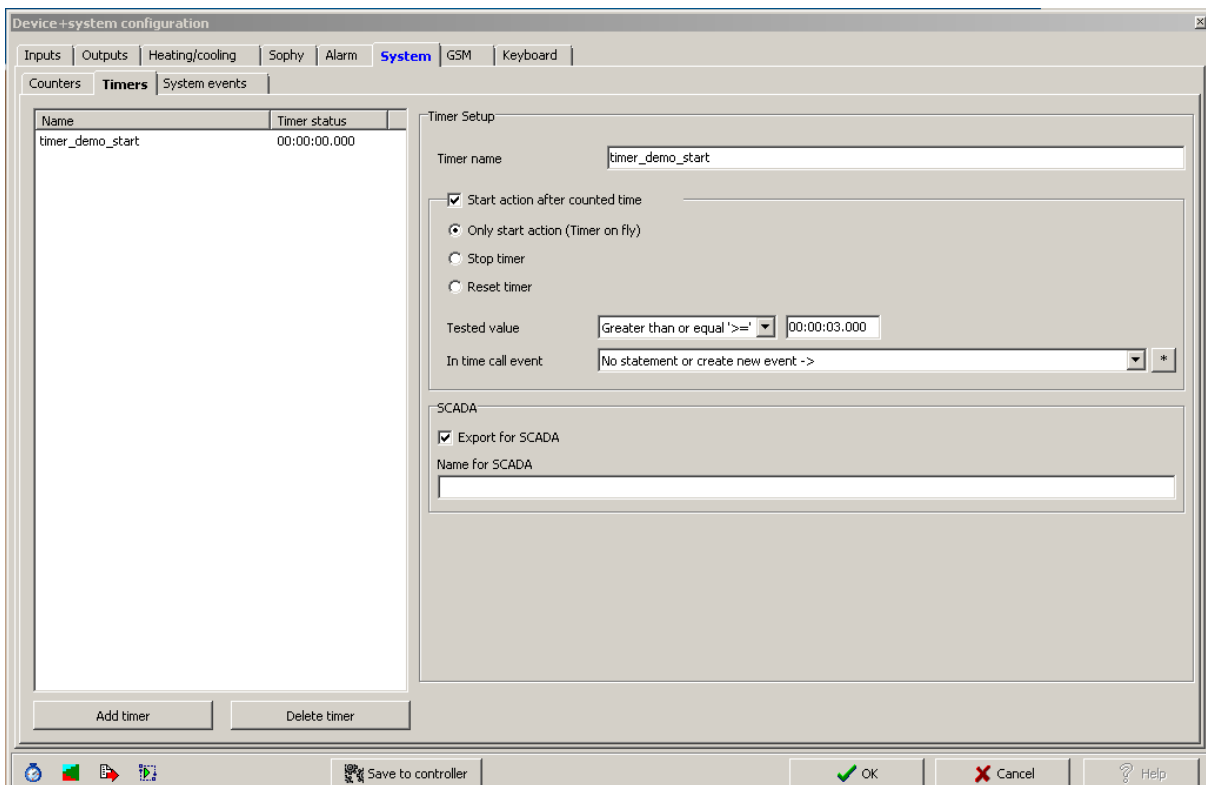 Device+system configuration
Inputs Outputs Heating/cooling Sophy Alarm System GSM Keyboard
Counters Timers System events
Name Timer status
timer_demo_start 00:00:00.000
Timer Setup
Timer name timer_demo_start
Start action after counted time
Only start action (Timer on fly)
Stop timer
Reset timer
Tested value Greater than or equal '>=' 00:00:03.000
In time call event No statement or create new event -> *
SCADA
Export for SCADA
Name for SCADA
Add timer Delete timer
Save to controller OK Cancel Help